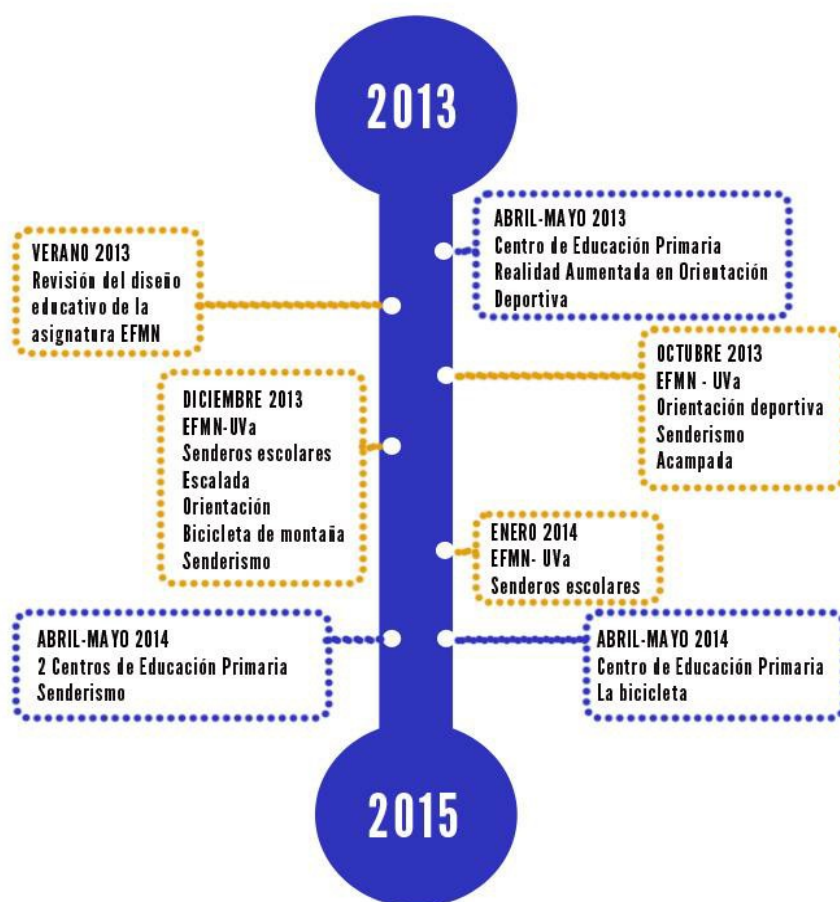 2013
ABRIL-MAYO 2013
Centro de Educación Primaria
Realidad Aumentada en Orientación
Deportiva
VERANO 2013
Revisión del diseño
educativo de la
asignatura EFMN
OCTUBRE 2013
EFMN - UVa
Orientación deportiva
Senderismo
Acampada
DICIEMBRE 2013
EFMN-UVa
Senderos escolares
Escalada
Orientación
Bicicleta de montaña
Senderismo
ENERO 2014
EFMN- UVa
Senderos escolares
ABRIL-MAYO 2014
2 Centros de Educación Primaria
Senderismo
ABRIL-MAYO 2014
Centro de Educación Primaria
La bicicleta
2015